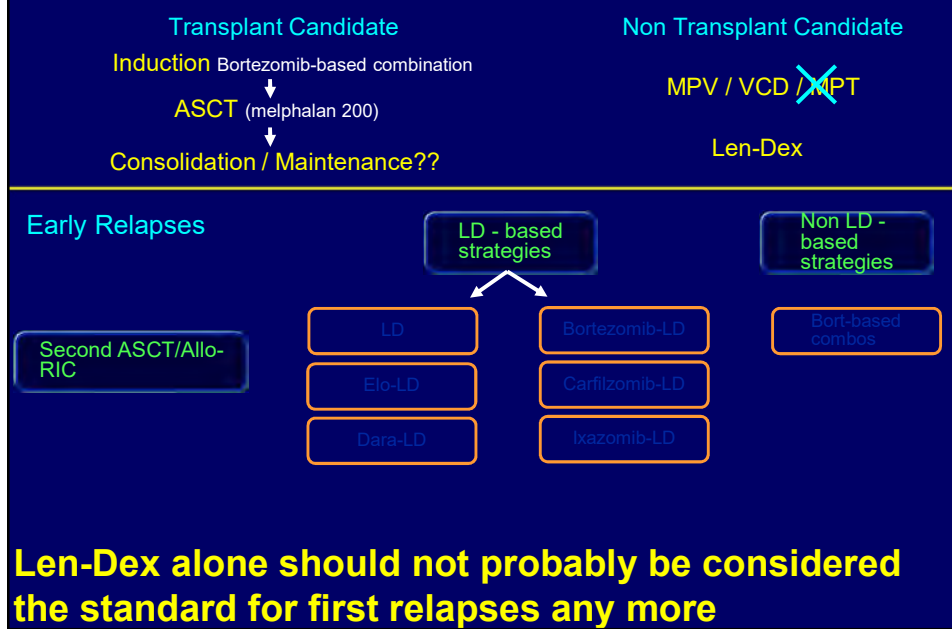 Transplant Candidate
Induction Bortezomib-based combination
ASCT (melphalan 200)
Consolidation / Maintenance??
Non Transplant Candidate
MPV / VCD / MPT
Len-Dex
Early Relapses
LD - based
strategies
Non LD -
based
strategies
Second ASCT/Allo-
RIC
LD
Elo-LD
Dara-LD
Bortezomib-LD
Carfilzomib-LD
Ixazomib-LD
Bort-based
combos
Len-Dex alone should not probably be considered
the standard for first relapses any more